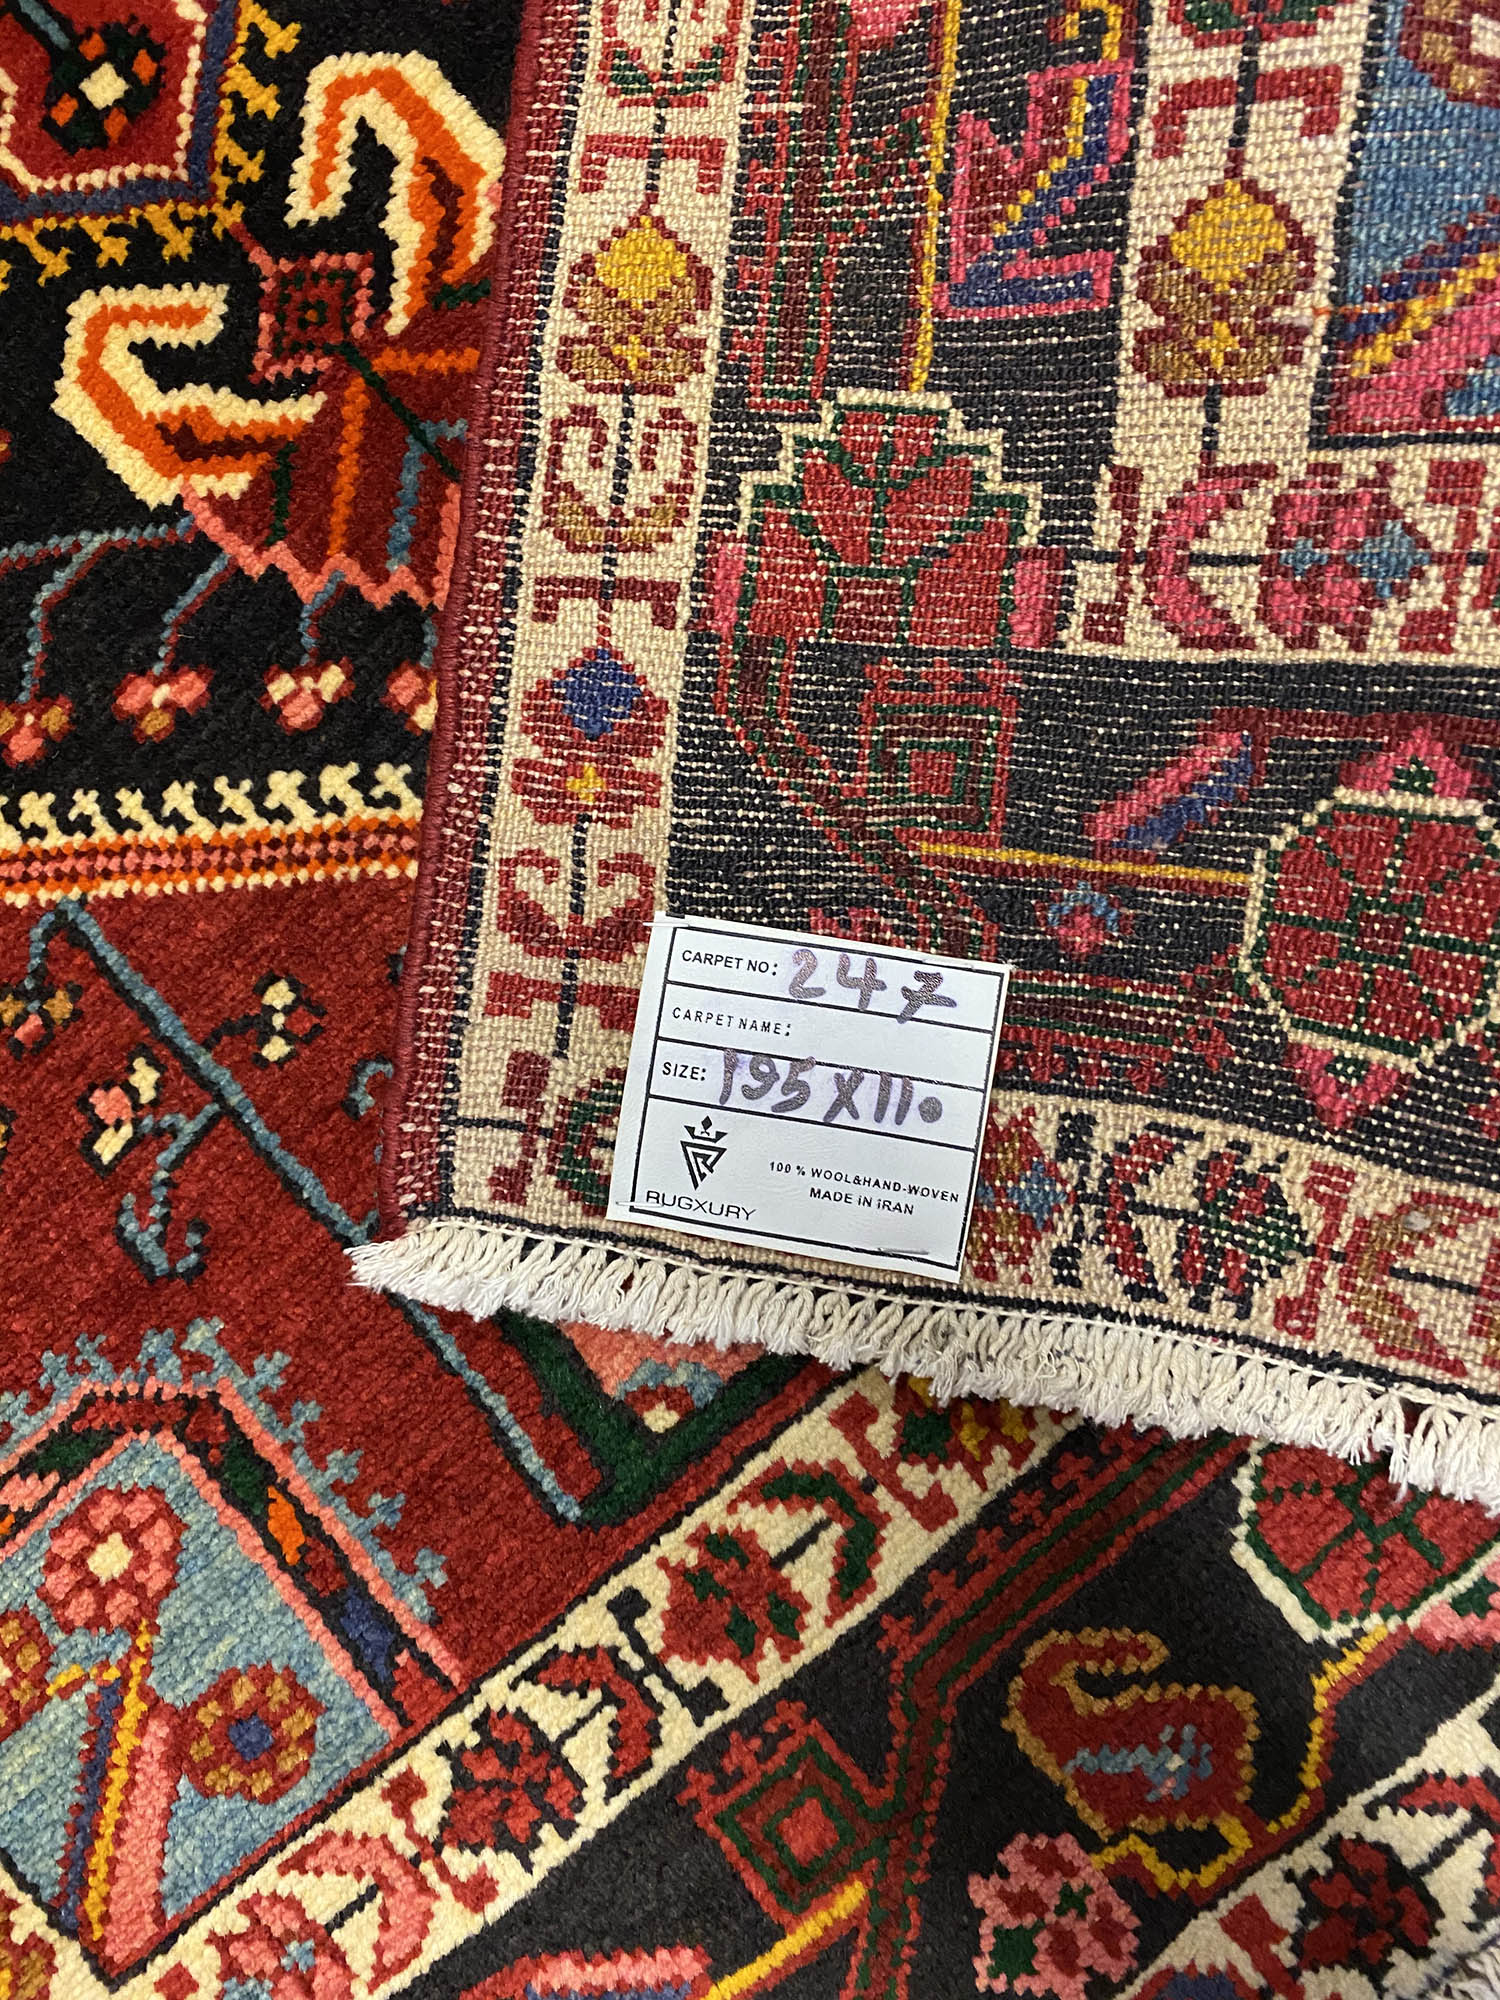 CARPET NO: 247
CARPET NAME:
SIZE: 195 x 110
100 % WOOL&HAND-WOVEN
MADE iN iRAN
RUGXURY